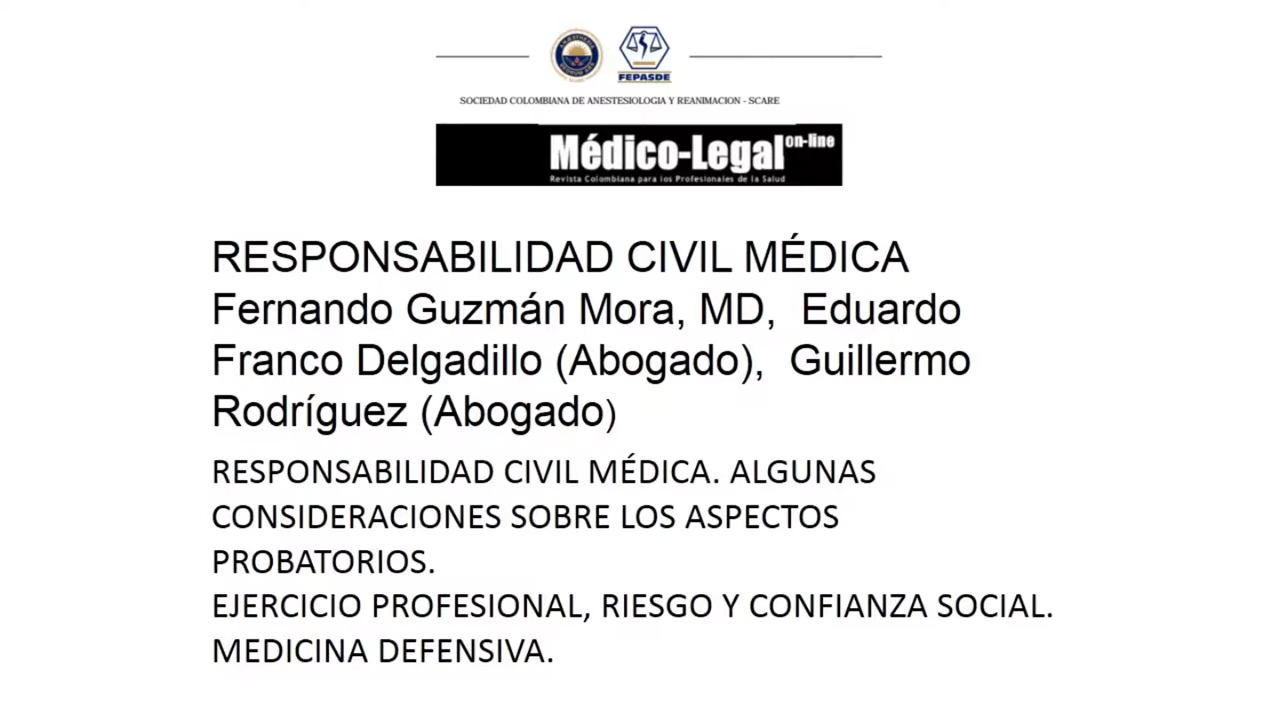 FEPASDE
SOCIEDAD COLOMBIANA DE ANESTESIOLOGIA Y REANIMACION - SCARE
Médico-Legal on-line
Revista Colombiana para los Profesionales de la Salud
RESPONSABILIDAD CIVIL MÉDICA
Fernando Guzmán Mora, MD, Eduardo
Franco Delgadillo (Abogado), Guillermo
Rodríguez (Abogado)
RESPONSABILIDAD CIVIL MÉDICA. ALGUNAS
CONSIDERACIONES SOBRE LOS ASPECTOS
PROBATORIOS.
EJERCICIO PROFESIONAL, RIESGO Y CONFIANZA SOCIAL.
MEDICINA DEFENSIVA.